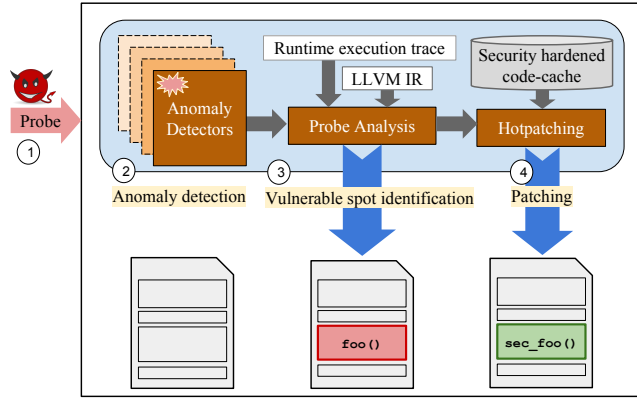 Runtime execution trace
LLVM IR
Security hardened
code-cache
Probe
1
Anomaly
Detectors
Probe Analysis
Hotpatching
2
Anomaly detection
3
Vulnerable spot identification
4
Patching
foo()
sec_foo()